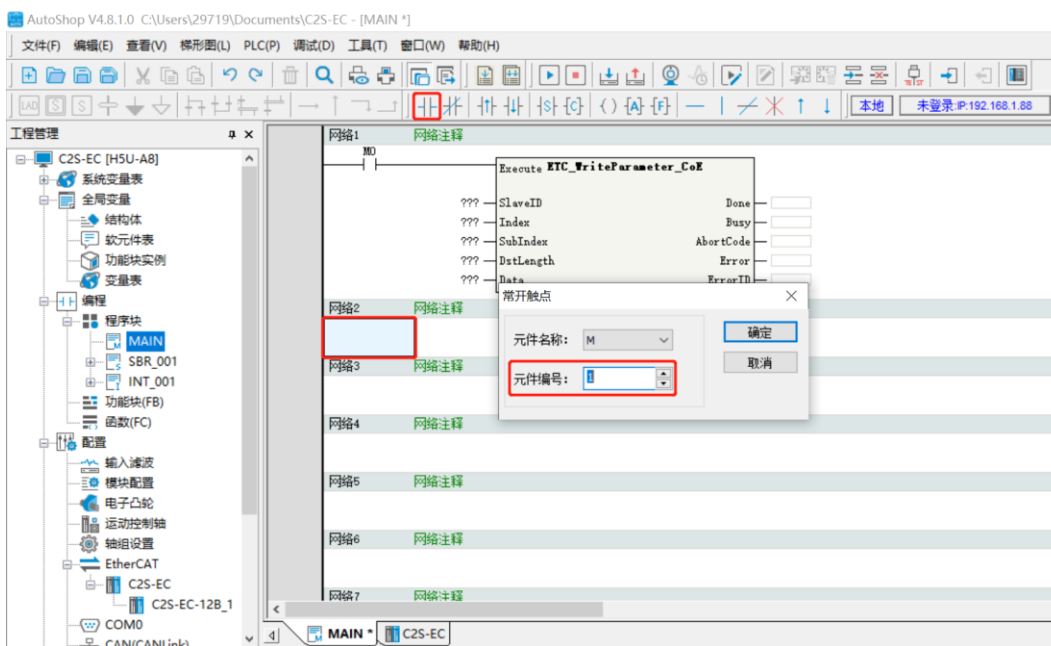 AutoShop V4.8.1.0 C:\Users\29719\Documents\C2S-EC - [MAIN *]
文件(F) 编辑(E) 查看(V) 梯形图(L) PLC(P) 调试(D) 工具(T) 窗口(W) 帮助(H)
LAD S S {S} {C} ( ) {A} {F} 本地 未登录:IP:192.168.1.88
工程管理
C2S-EC [H5U-A8]
系统变量表
全局变量
结构体
软元件表
功能块实例
变量表
编程
程序块
MAIN
SBR_001
INT_001
功能块(FB)
函数(FC)
配置
输入滤波
模块配置
电子凸轮
运动控制轴
轴组设置
EtherCAT
C2S-EC
C2S-EC-12B_1
COM0
CAN(CANLink)
网络1 网络注释
M0
Execute ETC_WriteParameter_CoE
??? SlaveID Done
??? Index Busy
??? SubIndex AbortCode
??? DstLength Error
??? Data ErrorID
网络2 网络注释
常开触点
元件名称: M
确定
元件编号: 1
取消
网络3 网络注释
网络4 网络注释
网络5 网络注释
网络6 网络注释
网络7 网络注释
MAIN * C2S-EC